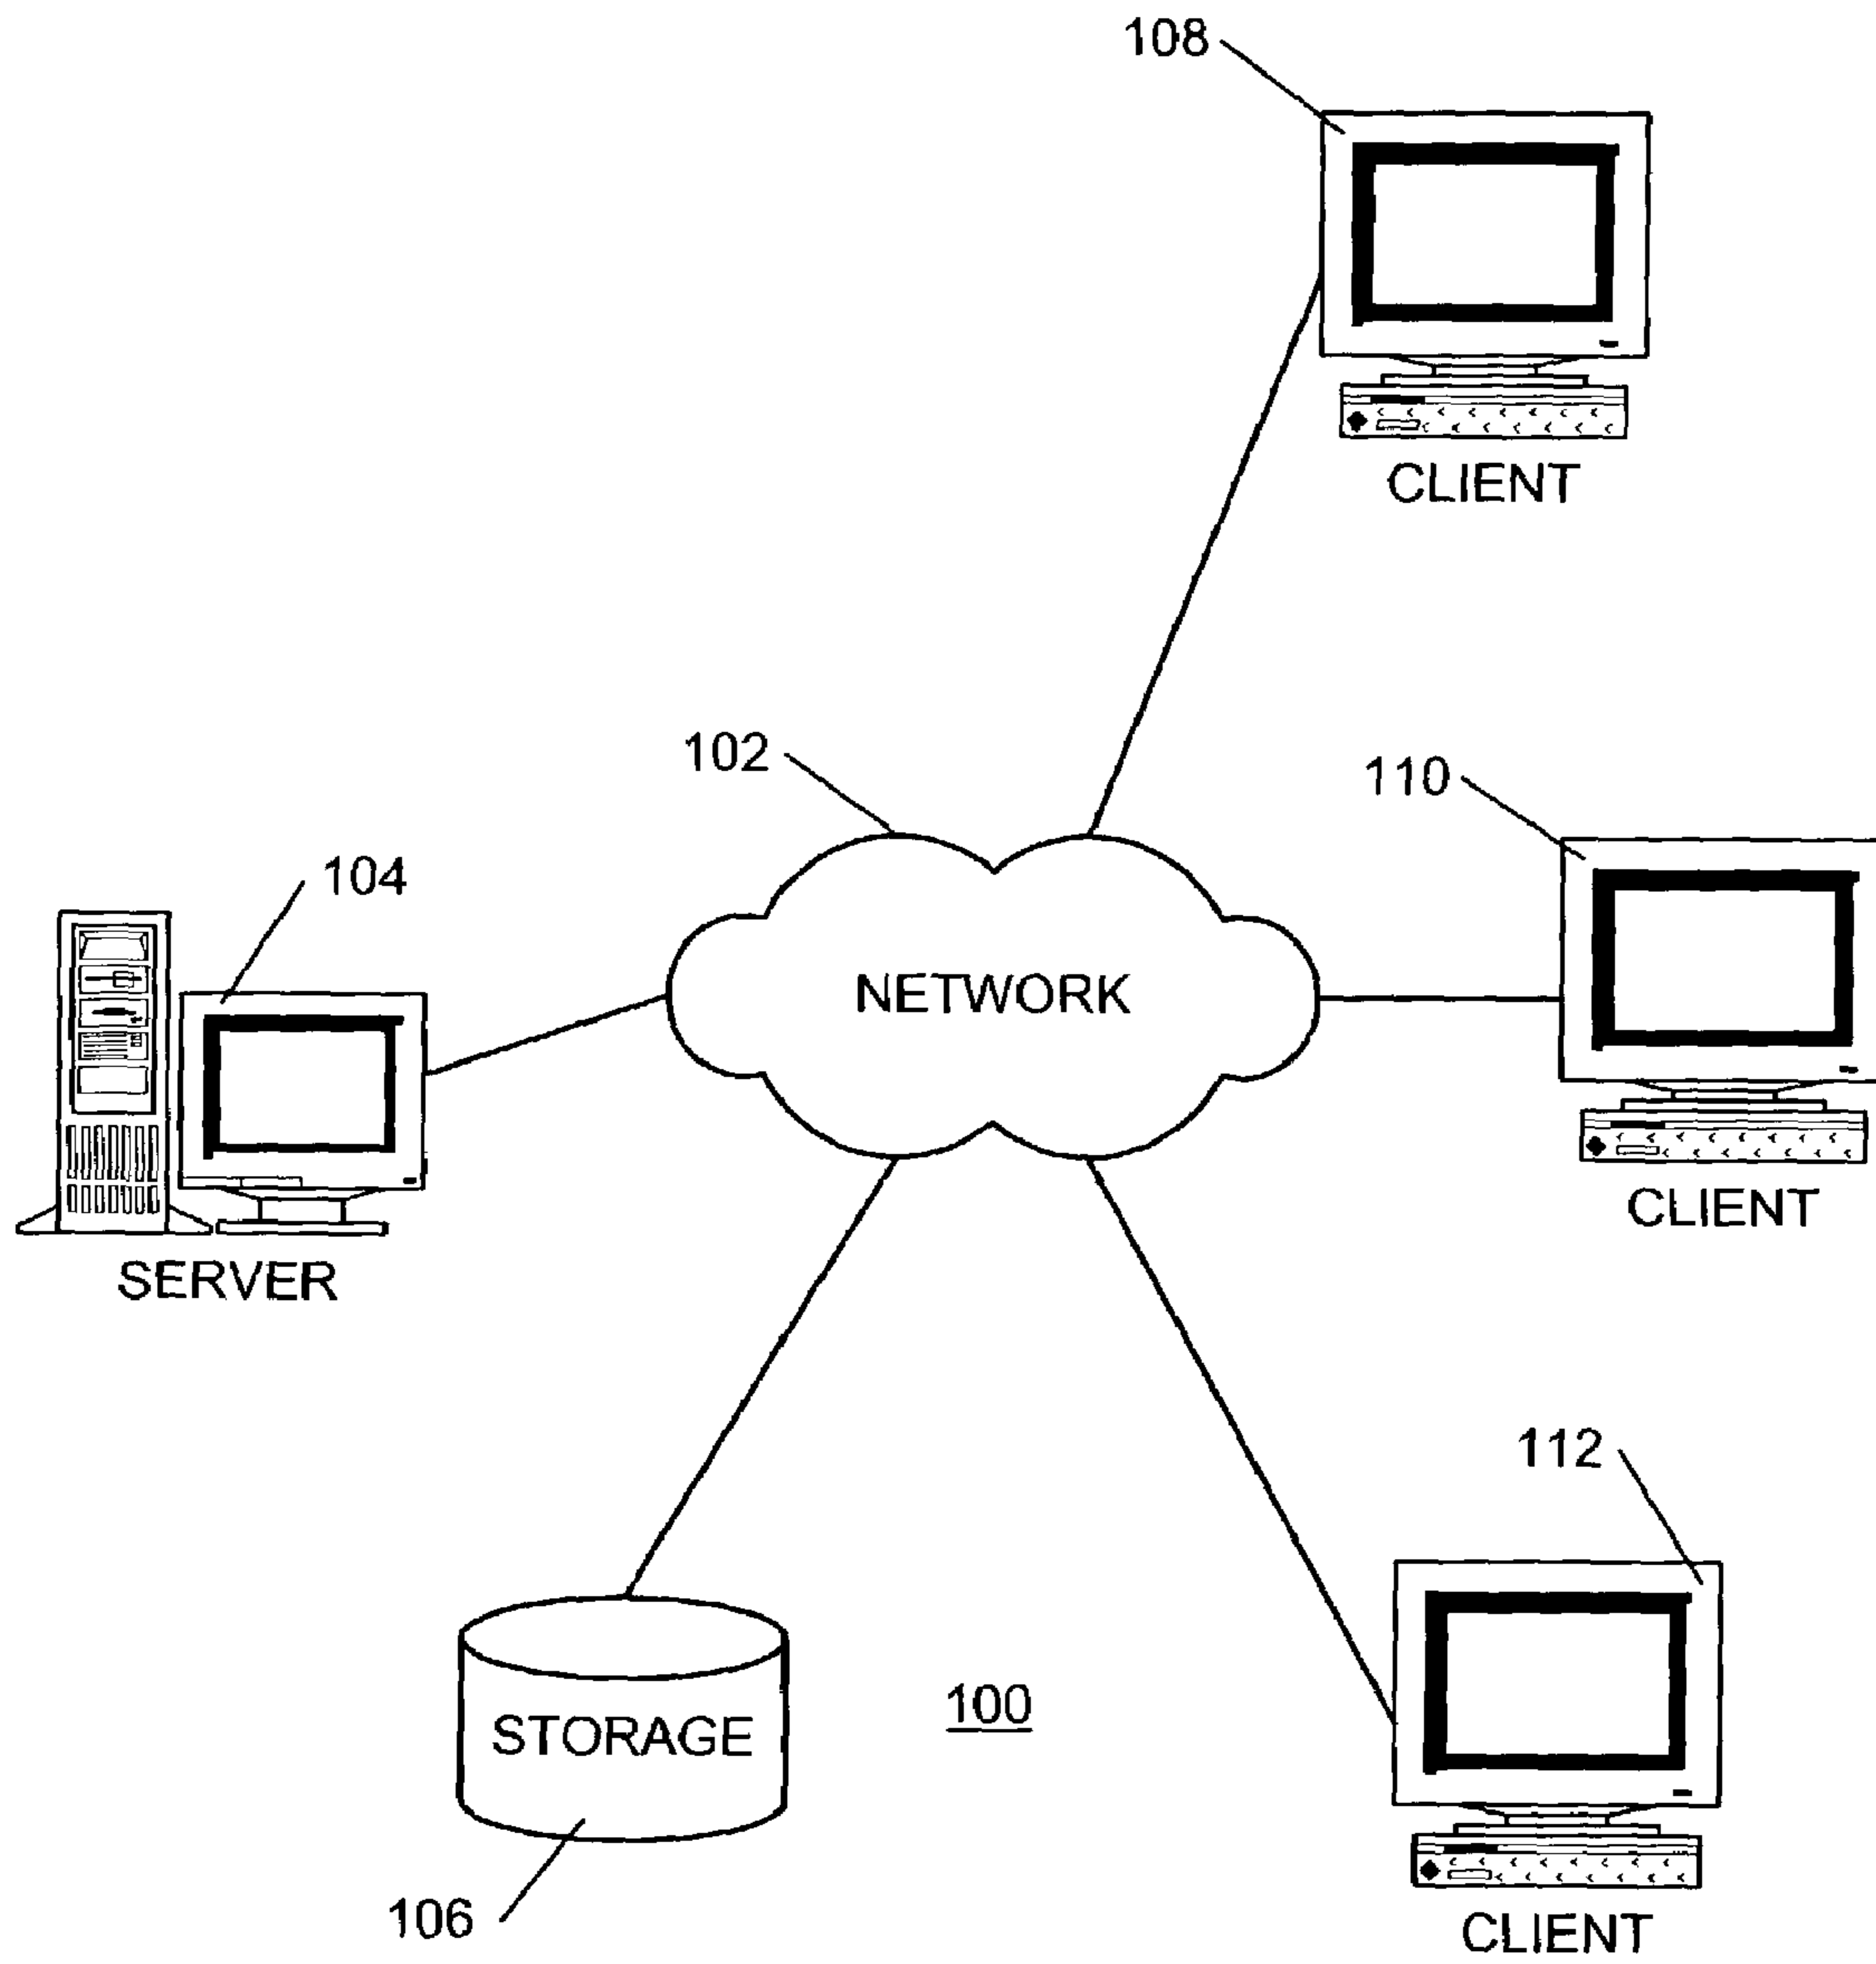 108
CLIENT
102
110
104
NETWORK
CLIENT
SERVER
112
100
STORAGE
106
CLIENT